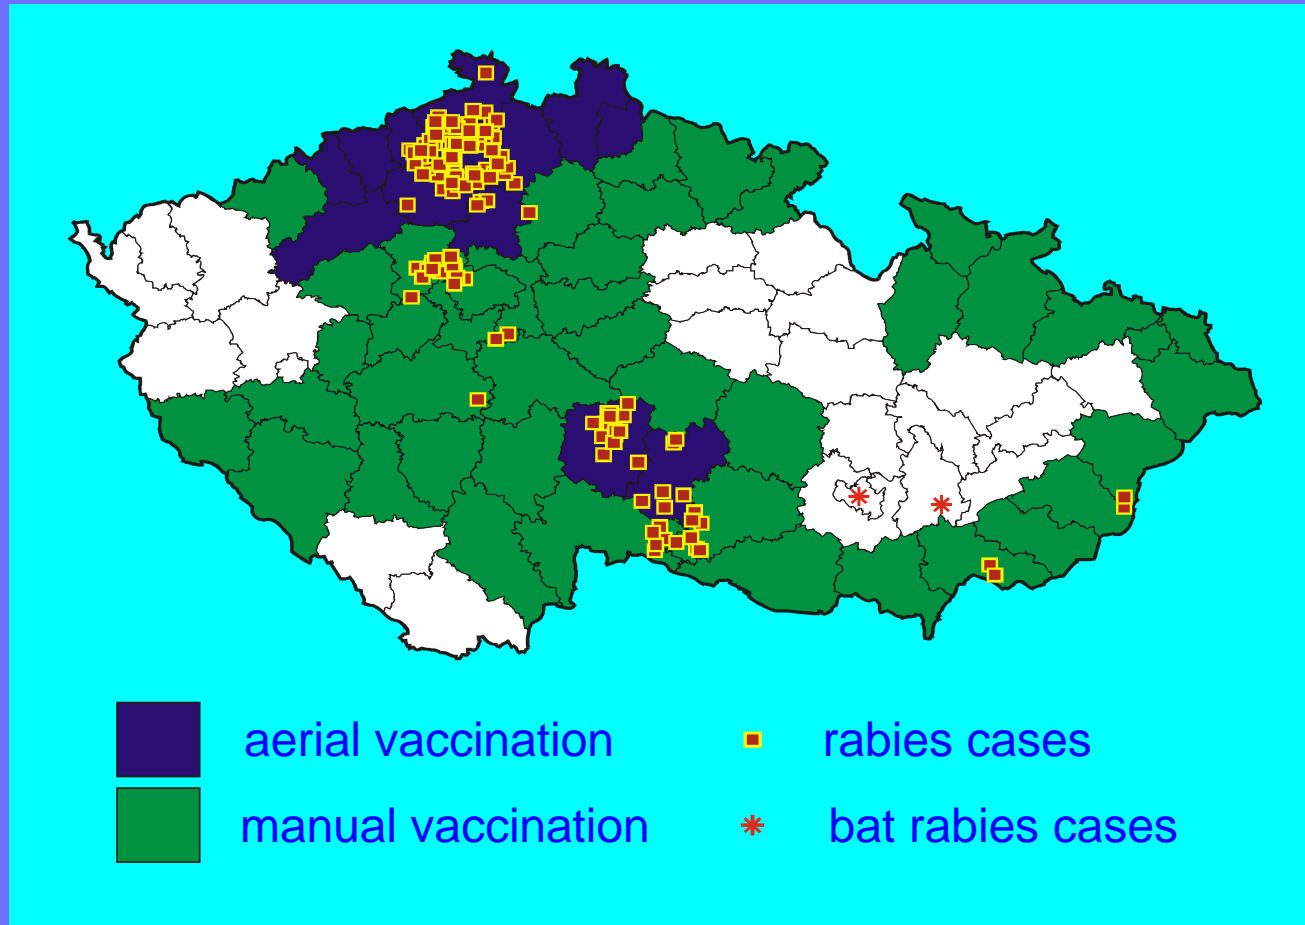 aerial vaccination
rabies cases
manual vaccination
bat rabies cases